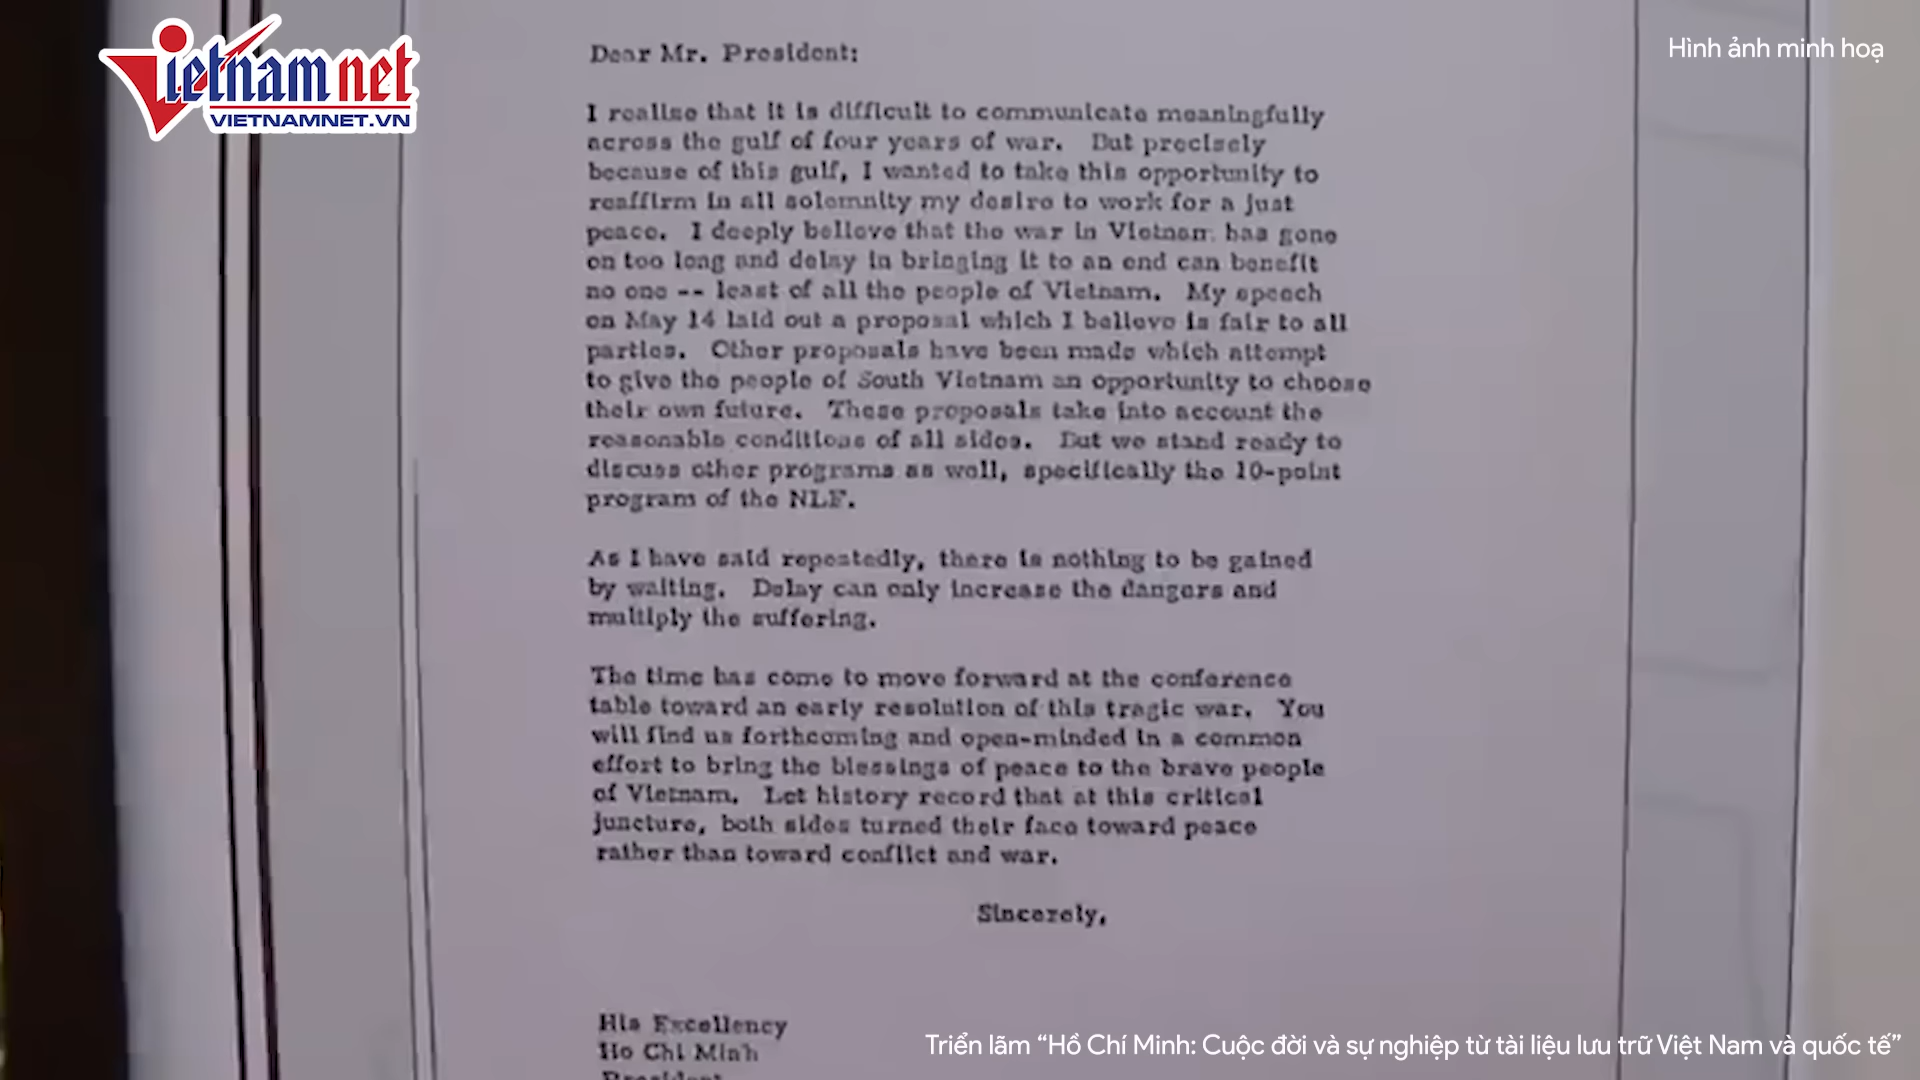 Vietnamnet
VIETNAMNET.VN
Hình ảnh minh hoạ
Dear Mr. President:
I realize that it is difficult to communicate meaningfully
across the gulf of four years of war. But precisely
because of this gulf, I wanted to take this opportunity to
reaffirm in all solemnity my desire to work for a just
peace. I deeply believe that the war in Vietnam has gone
on too long and delay in bringing it to an end can benefit
no one -- least of all the people of Vietnam. My speech
on May 14 laid out a proposal which I believe is fair to all
parties. Other proposals have been made which attempt
to give the people of South Vietnam an opportunity to choose
their own future. These proposals take into account the
reasonable conditions of all sides. But we stand ready to
discuss other programs as well, specifically the 10-point
program of the NLF.
As I have said repeatedly, there is nothing to be gained
by waiting. Delay can only increase the dangers and
multiply the suffering.
The time has come to move forward at the conference
table toward an early resolution of this tragic war. You
will find us forthcoming and open-minded in a common
effort to bring the blessings of peace to the brave people
of Vietnam. Let history record that at this critical
juncture, both sides turned their face toward peace
rather than toward conflict and war.
Sincerely,
His Excellency
Ho Chi Minh
President
Triển lãm “Hồ Chí Minh: Cuộc đời và sự nghiệp từ tài liệu lưu trữ Việt Nam và quốc tế”